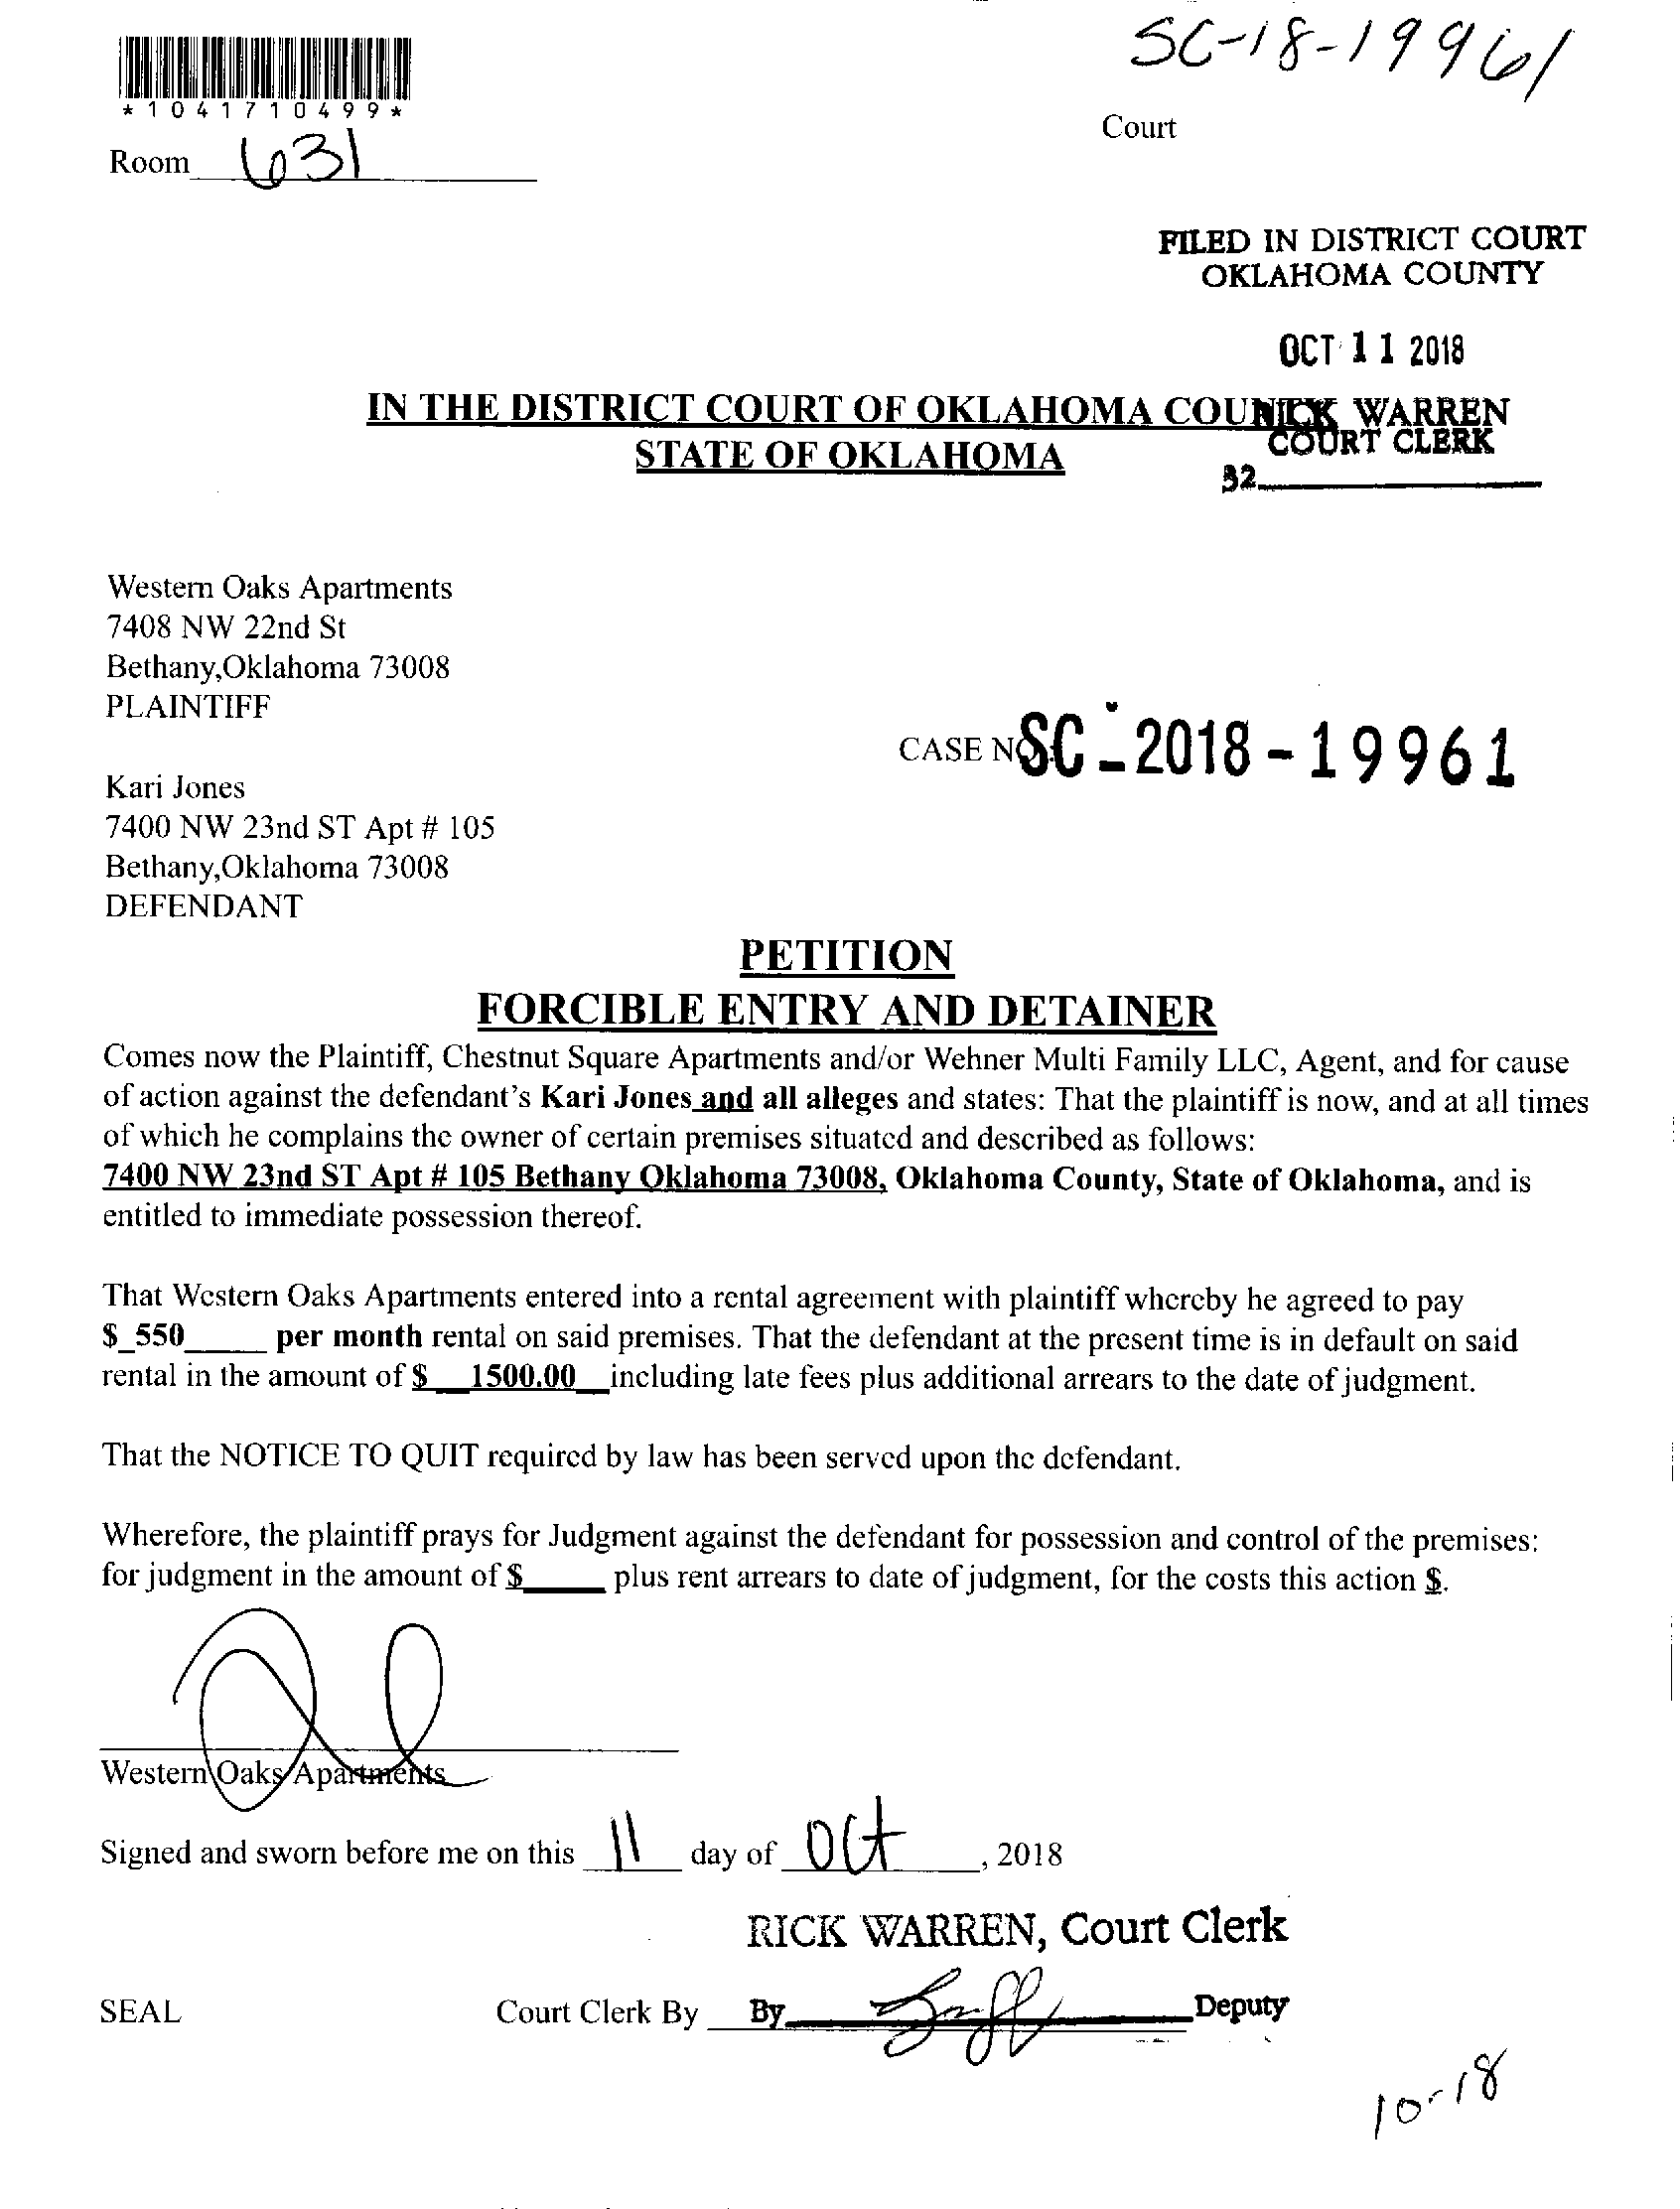 SC-18-19961
*1041710499*
Court
Room 631
FILED IN DISTRICT COURT
OKLAHOMA COUNTY
OCT 11 2018
IN THE DISTRICT COURT OF OKLAHOMA COUN
RICK WARREN
COURT CLERK
STATE OF OKLAHOMA
32
Western Oaks Apartments
7408 NW 22nd St
Bethany,Oklahoma 73008
PLAINTIFF
CASE NO. SC-2018-19961
Kari Jones
7400 NW 23nd ST Apt # 105
Bethany,Oklahoma 73008
DEFENDANT
PETITION
FORCIBLE ENTRY AND DETAINER
Comes now the Plaintiff, Chestnut Square Apartments and/or Wehner Multi Family LLC, Agent, and for cause
of action against the defendant's Kari Jones and all alleges and states: That the plaintiff is now, and at all times
of which he complains the owner of certain premises situated and described as follows:
7400 NW 23nd ST Apt # 105 Bethany Oklahoma 73008, Oklahoma County, State of Oklahoma, and is
entitled to immediate possession thereof.
That Western Oaks Apartments entered into a rental agreement with plaintiff whereby he agreed to pay
$ 550 per month rental on said premises. That the defendant at the present time is in default on said
rental in the amount of $ 1500.00 including late fees plus additional arrears to the date of judgment.
That the NOTICE TO QUIT required by law has been served upon the defendant.
Wherefore, the plaintiff prays for Judgment against the defendant for possession and control of the premises:
for judgment in the amount of $ plus rent arrears to date of judgment, for the costs this action $.
Western Oaks Apartments
Signed and sworn before me on this 11 day of Oct, 2018
RICK WARREN, Court Clerk
SEAL Court Clerk By By Deputy
10-18